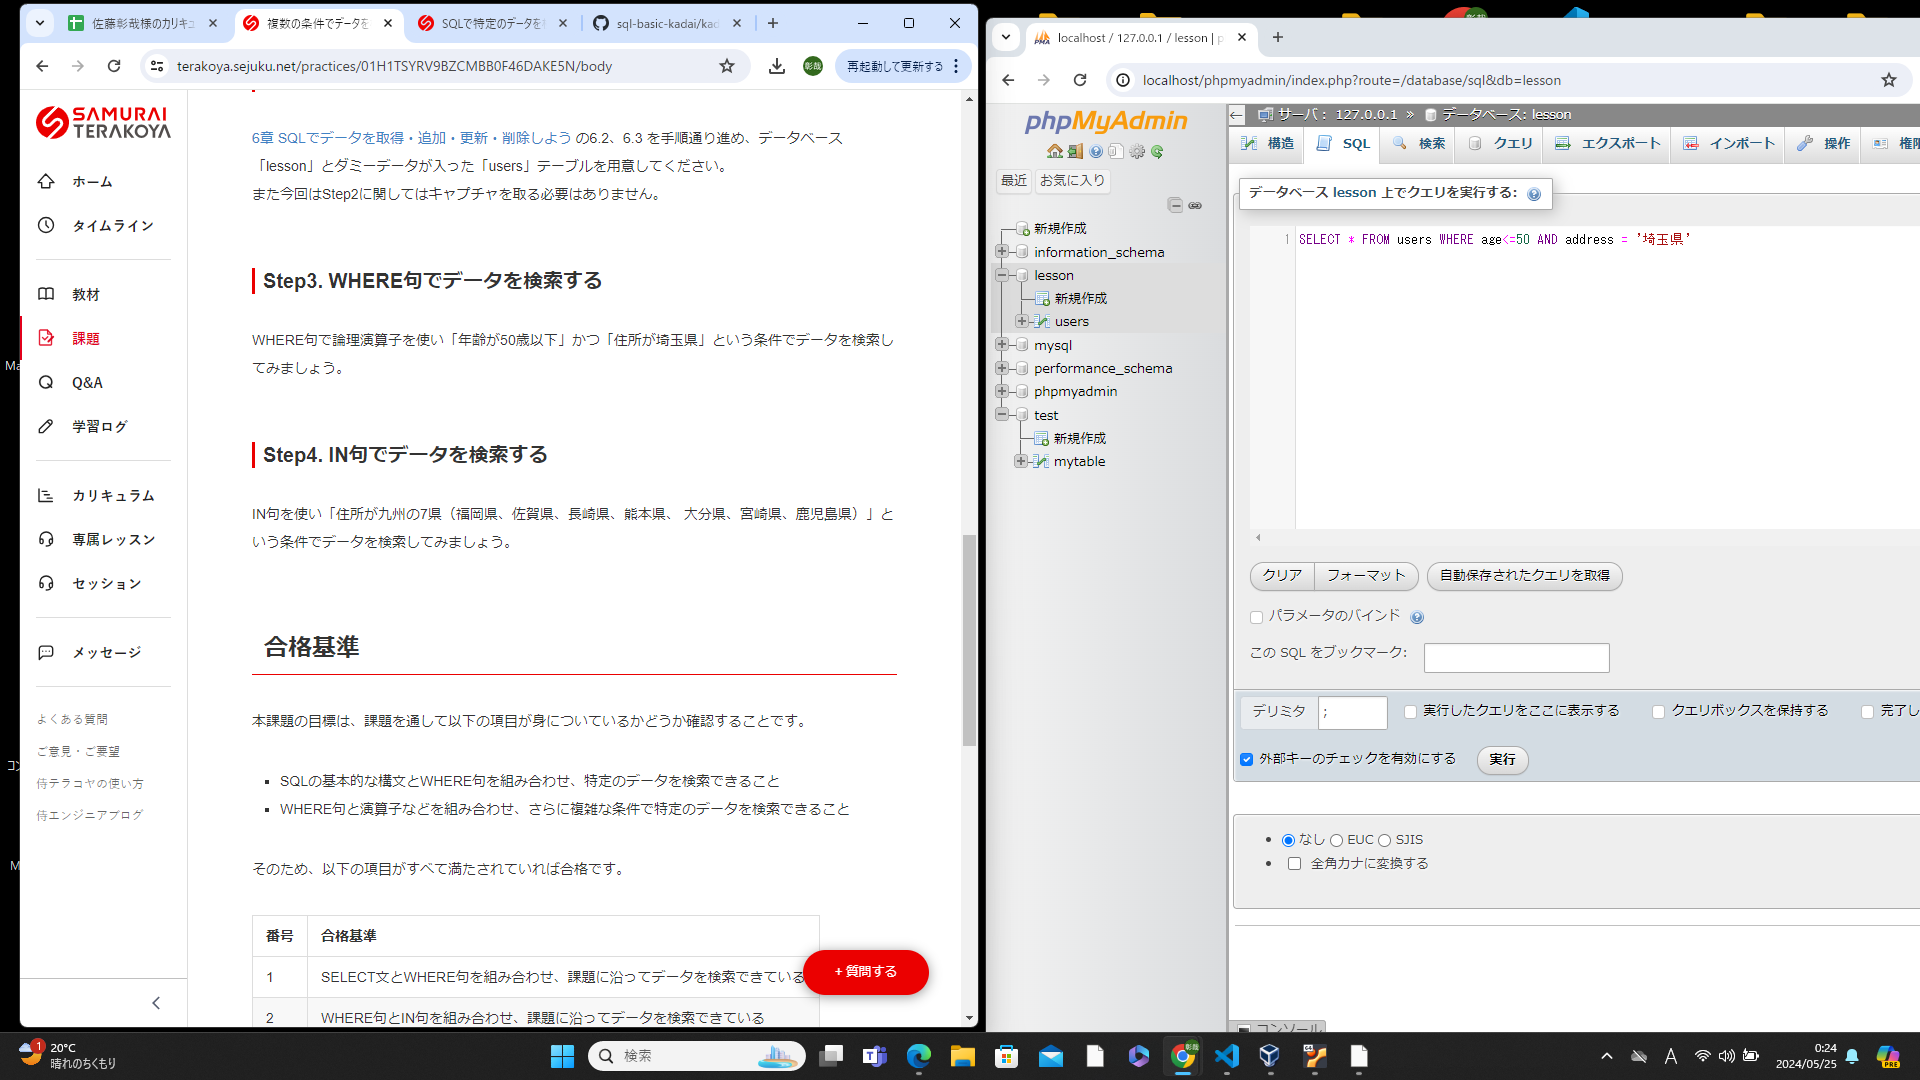 佐藤彰哉様のカリキュ
複数の条件でデータを
SQLで特定のデータを
sql-basic-kadai/kad
terakoya.sejuku.net/practices/01H1TSYRV9BZCMBB0F46DAKE5N/body
彰哉
再起動して更新する
SAMURAI
TERAKOYA
ホーム
タイムライン
教材
課題
Q&A
学習ログ
カリキュラム
専属レッスン
セッション
メッセージ
よくある質問
ご意見・ご要望
侍テラコヤの使い方
侍エンジニアブログ
6章 SQLでデータを取得・追加・更新・削除しよう の6.2、6.3 を手順通り進め、データベース
「lesson」とダミーデータが入った「users」テーブルを用意してください。
また今回はStep2に関してはキャプチャを取る必要はありません。
Step3. WHERE句でデータを検索する
WHERE句で論理演算子を使い「年齢が50歳以下」かつ「住所が埼玉県」という条件でデータを検索し
てみましょう。
Step4. IN句でデータを検索する
IN句を使い「住所が九州の7県（福岡県、佐賀県、長崎県、熊本県、 大分県、宮崎県、鹿児島県）」と
いう条件でデータを検索してみましょう。
合格基準
本課題の目標は、課題を通して以下の項目が身についているかどうか確認することです。
SQLの基本的な構文とWHERE句を組み合わせ、特定のデータを検索できること
WHERE句と演算子などを組み合わせ、さらに複雑な条件で特定のデータを検索できること
そのため、以下の項目がすべて満たされていれば合格です。
番号 合格基準
1 SELECT文とWHERE句を組み合わせ、課題に沿ってデータを検索できている
2 WHERE句とIN句を組み合わせ、課題に沿ってデータを検索できている
+ 質問する
localhost / 127.0.0.1 / lesson | p
localhost/phpmyadmin/index.php?route=/database/sql&db=lesson
phpMyAdmin
最近 お気に入り
新規作成
information_schema
lesson
新規作成
users
mysql
performance_schema
phpmyadmin
test
新規作成
mytable
サーバ: 127.0.0.1 » データベース: lesson
構造 SQL 検索 クエリ エクスポート インポート 操作 権限
データベース lesson 上でクエリを実行する:
1 SELECT * FROM users WHERE age<=50 AND address = '埼玉県'
クリア フォーマット 自動保存されたクエリを取得
パラメータのバインド
この SQL をブックマーク:
デリミタ ; 実行したクエリをここに表示する クエリボックスを保持する 完了し
外部キーのチェックを有効にする 実行
なし EUC SJIS
全角カナに変換する
コンソール
1
20°C
晴れのちくもり
検索
A
0:24
2024/05/25
PRE